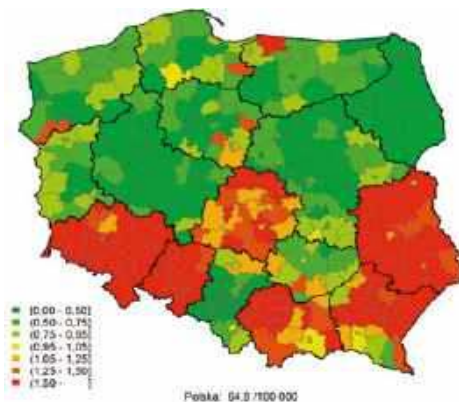 [0,00 - 0,50]
(0,50 - 0,75]
(0,75 - 0,95]
(0,95 - 1,05]
(1,05 - 1,25]
(1,25 - 1,50]
(1,50 - ]
Polska: 64,8 /100 000